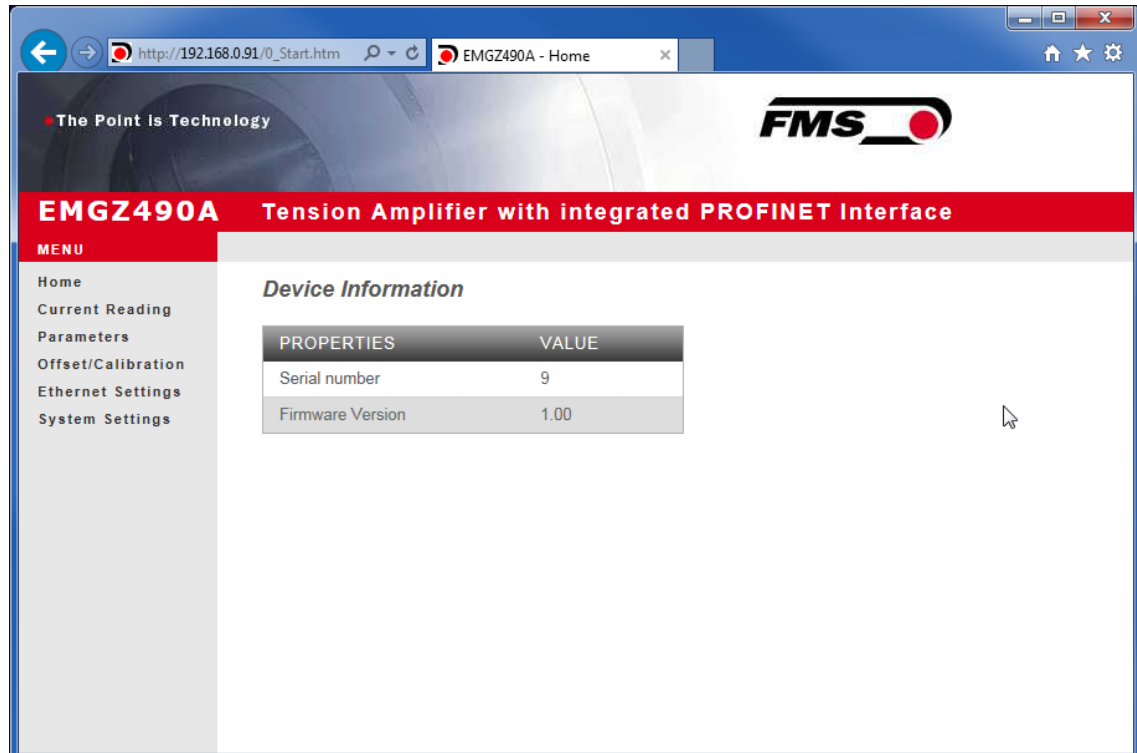 http://192.168.0.91/0_Start.htm
EMGZ490A - Home
The Point is Technology
FMS
EMGZ490A Tension Amplifier with integrated PROFINET Interface
MENU
Home
Current Reading
Parameters
Offset/Calibration
Ethernet Settings
System Settings
Device Information
PROPERTIES VALUE
Serial number 9
Firmware Version 1.00